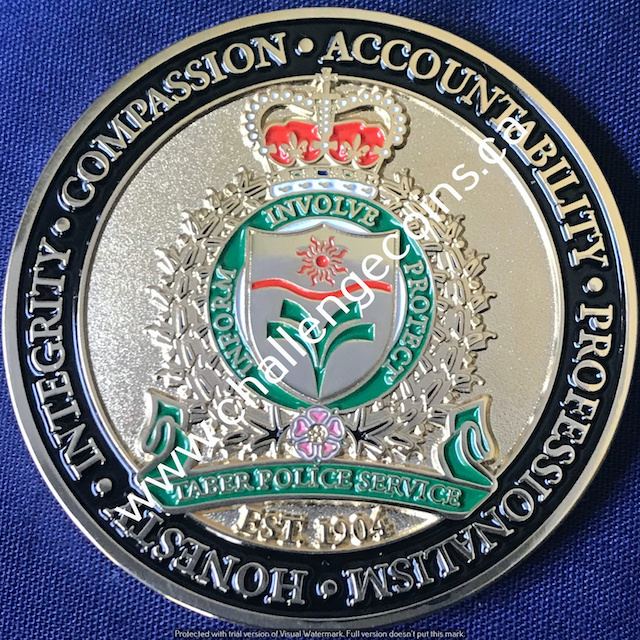 HONESTY • INTEGRITY • COMPASSION • ACCOUNTABILITY • PROFESSIONALISM •
INFORM INVOLVE PROTECT
TABER POLICE SERVICE
EST. 1904
www.challengecoins.ca
Protected with trial version of Visual Watermark. Full version doesn't put this mark.